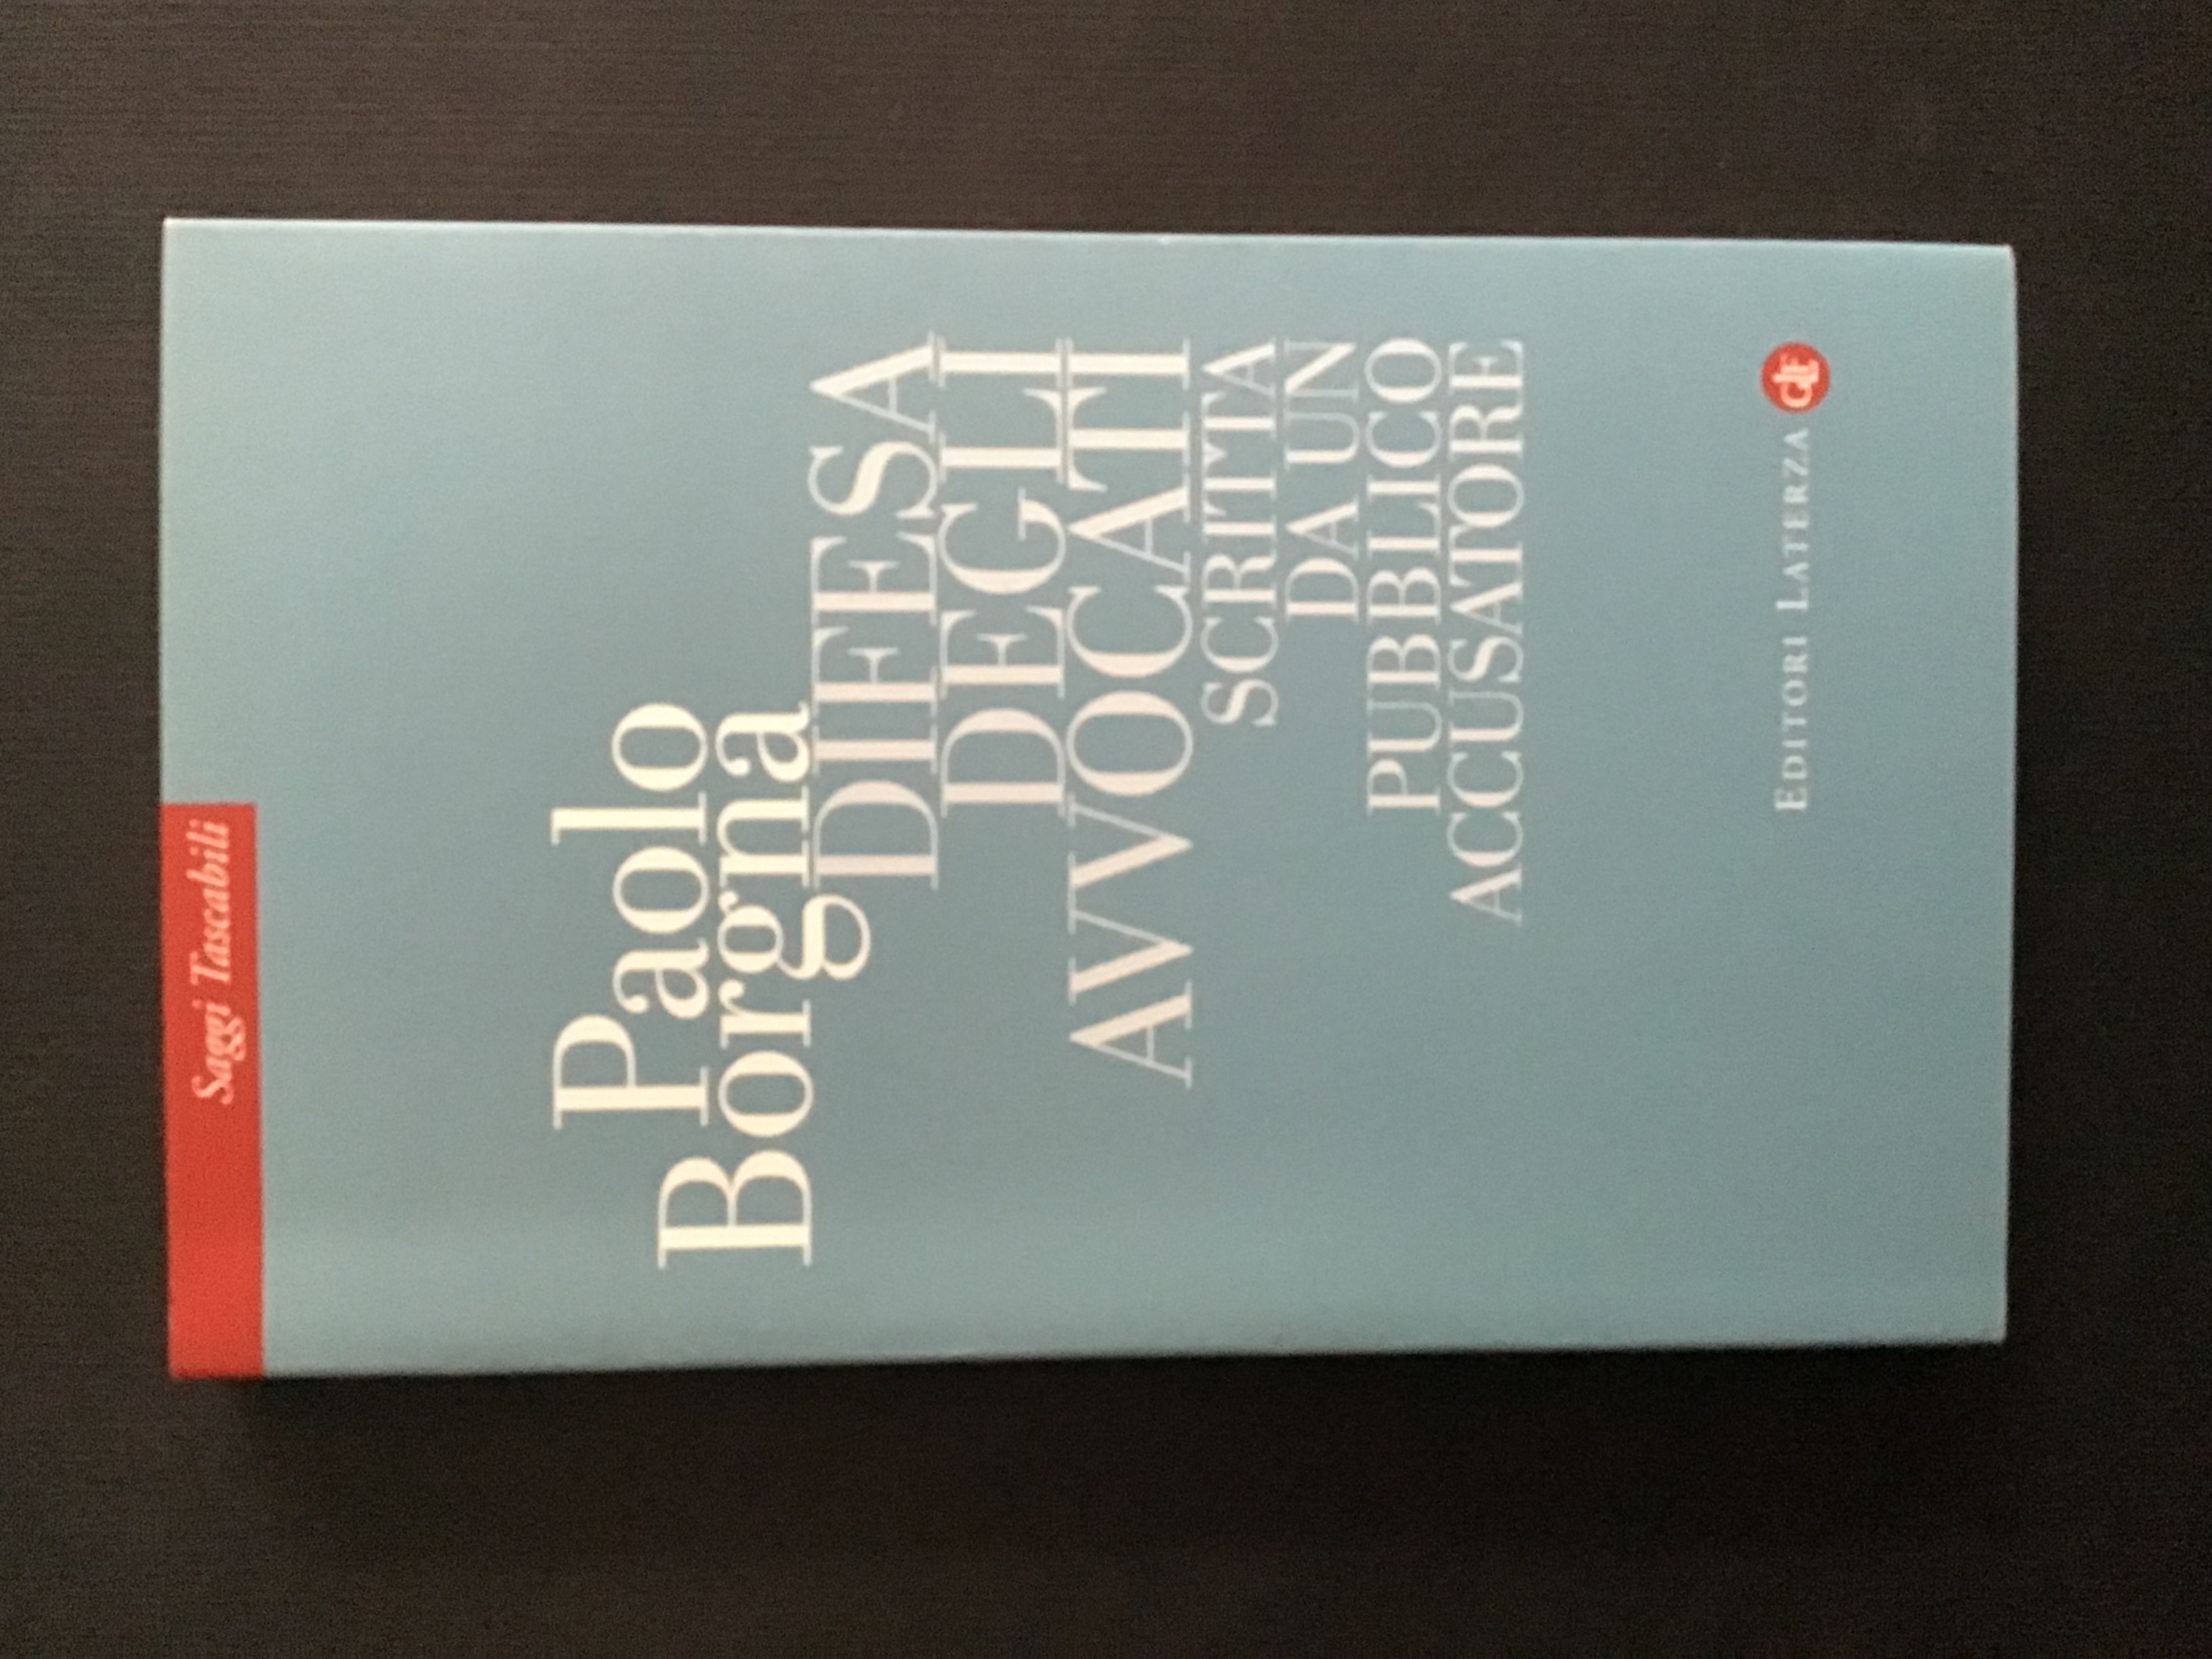 Saggi Tascabili
Paolo
Borgna
DIFESA
DEGLI
AVVOCATI
SCRITTA
DA UN
PUBBLICO
ACCUSATORE
EDITORI LATERZA